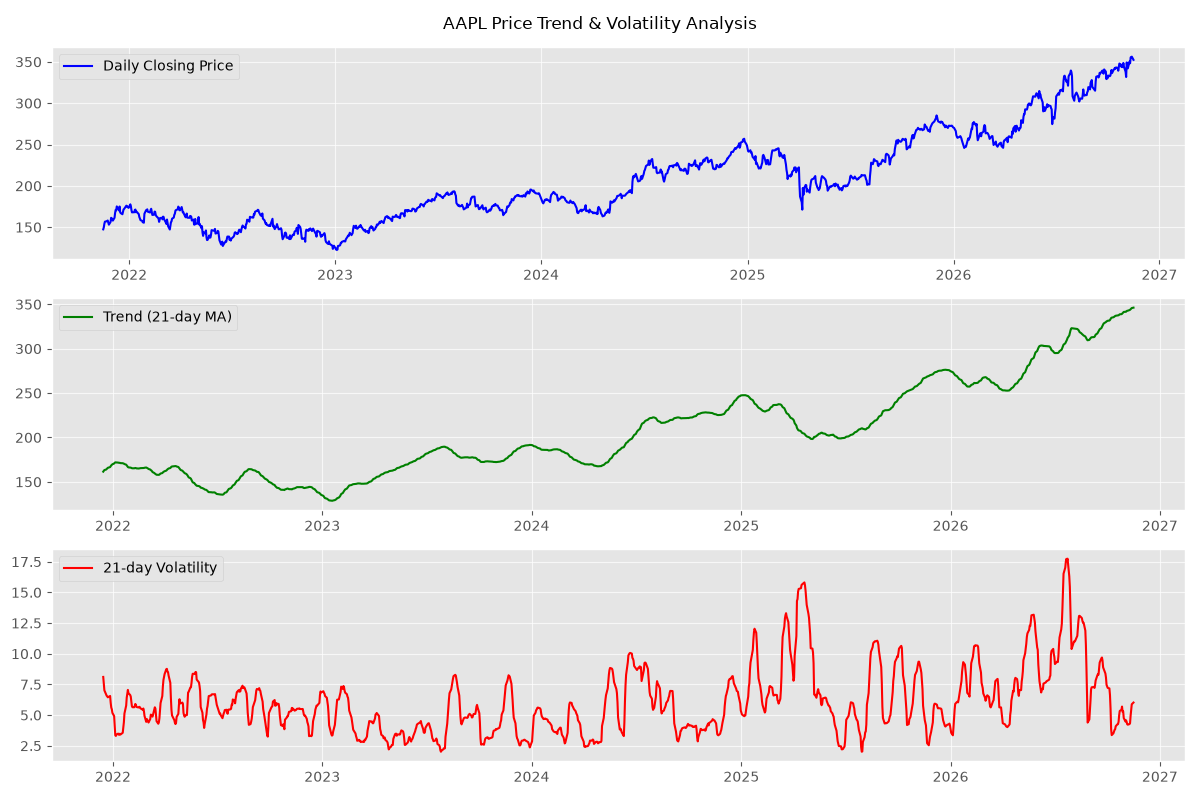 AAPL Price Trend & Volatility Analysis
Daily Closing Price
350
300
250
200
150
2022 2023 2024 2025 2026 2027
Trend (21-day MA)
350
300
250
200
150
2022 2023 2024 2025 2026 2027
21-day Volatility
17.5
15.0
12.5
10.0
7.5
5.0
2.5
2022 2023 2024 2025 2026 2027